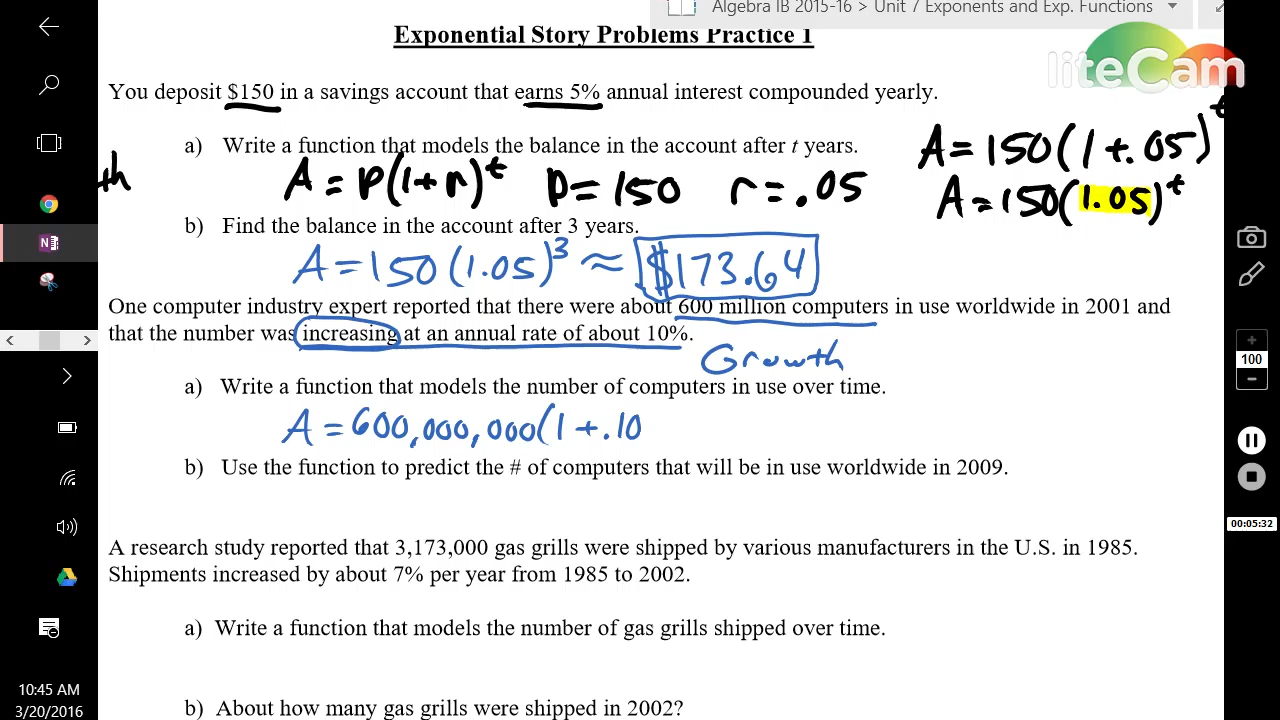 Algebra IB 2015-16 > Unit 7 Exponents and Exp. Functions
Exponential Story Problems Practice 1
liteCam
You deposit $150 in a savings account that earns 5% annual interest compounded yearly.
a) Write a function that models the balance in the account after t years.
A = 150(1+.05)^t
th
A = P(1+r)^t P = 150 r = .05
A = 150(1.05)^t
b) Find the balance in the account after 3 years.
A = 150(1.05)^3 ≈ $173.64
One computer industry expert reported that there were about 600 million computers in use worldwide in 2001 and
that the number was increasing at an annual rate of about 10%.
Growth
a) Write a function that models the number of computers in use over time.
A = 600,000,000(1+.10
b) Use the function to predict the # of computers that will be in use worldwide in 2009.
A research study reported that 3,173,000 gas grills were shipped by various manufacturers in the U.S. in 1985.
Shipments increased by about 7% per year from 1985 to 2002.
a) Write a function that models the number of gas grills shipped over time.
b) About how many gas grills were shipped in 2002?
100
00:05:32
10:45 AM
3/20/2016